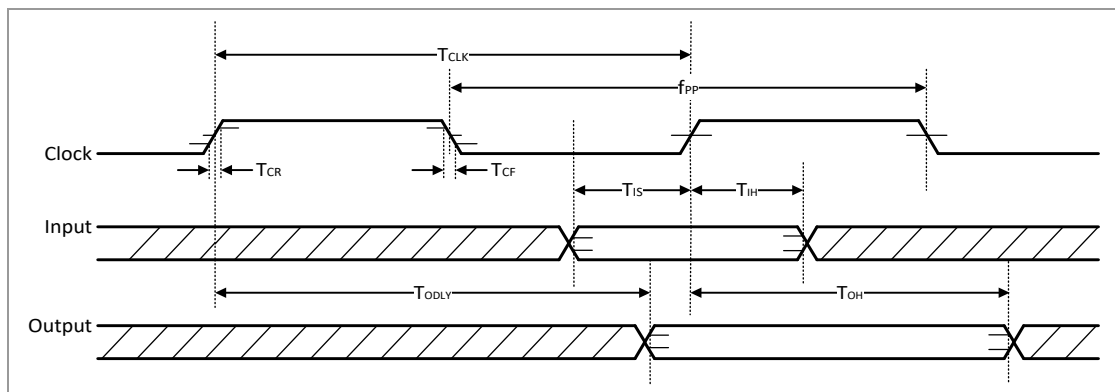 TCLK
fPP
Clock
TCR
TCF
TIS
TIH
Input
TODLY
TOH
Output